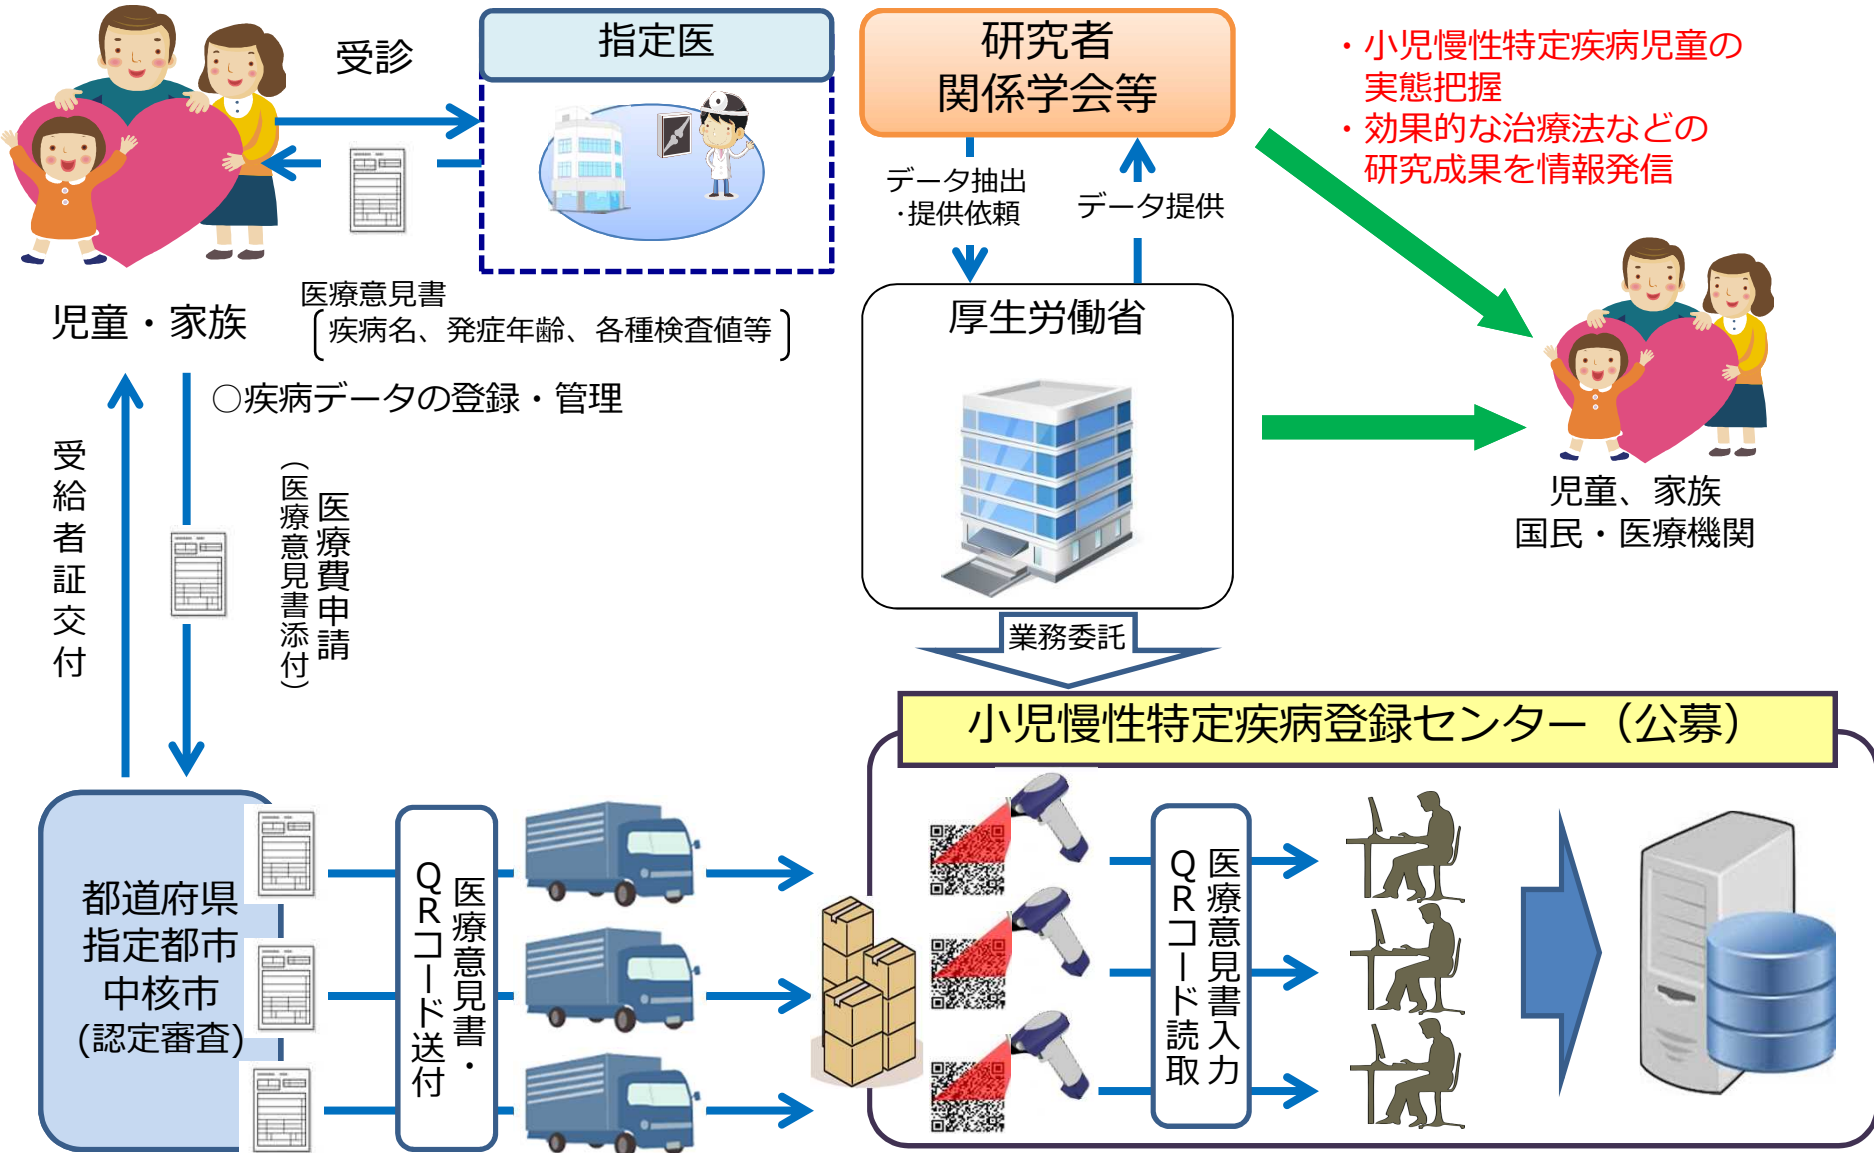 受診
指定医
研究者
関係学会等
・小児慢性特定疾病児童の
実態把握
・効果的な治療法などの
研究成果を情報発信
データ抽出
・提供依頼
データ提供
児童・家族
医療意見書
疾病名、発症年齢、各種検査値等
○疾病データの登録・管理
厚生労働省
児童、家族
国民・医療機関
受給者証交付
医療費申請
（医療意見書添付）
業務委託
小児慢性特定疾病登録センター（公募）
都道府県
指定都市
中核市
(認定審査)
医療意見書・
QRコード送付
医療意見書入力
QRコード読取